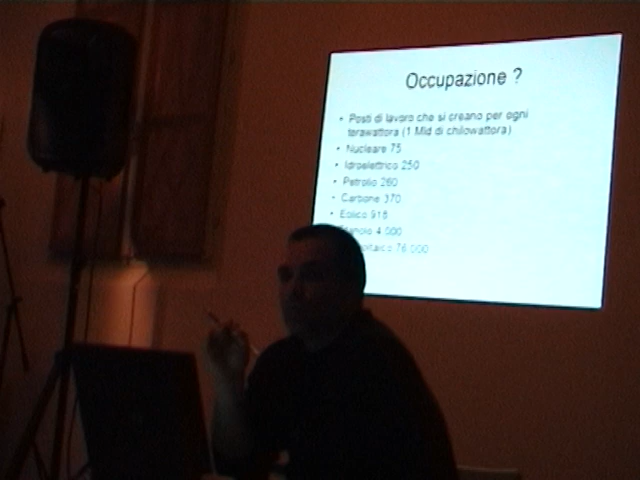 Occupazione ?
• Posti di lavoro che si creano per ogni
terawattora (1 Mld di chilowattora)
• Nucleare 75
• Idroelettrico 250
• Petrolio 260
• Carbone 370
• Eolico 918
4.000
76.000